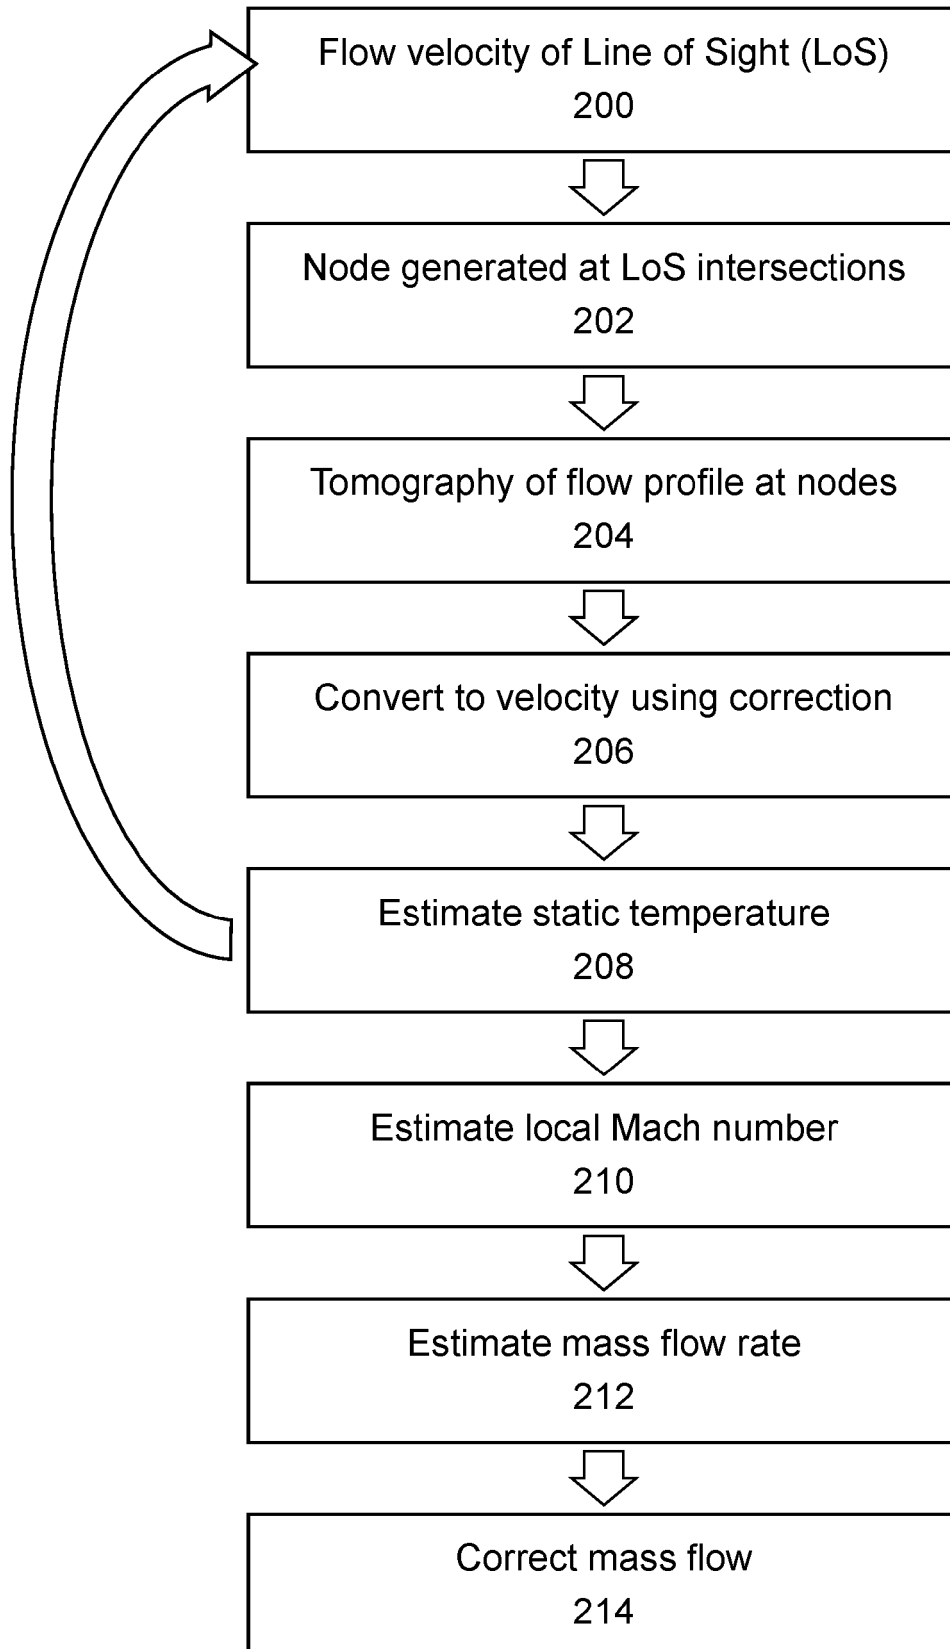 Flow velocity of Line of Sight (LoS)
200
Node generated at LoS intersections
202
Tomography of flow profile at nodes
204
Convert to velocity using correction
206
Estimate static temperature
208
Estimate local Mach number
210
Estimate mass flow rate
212
Correct mass flow
214